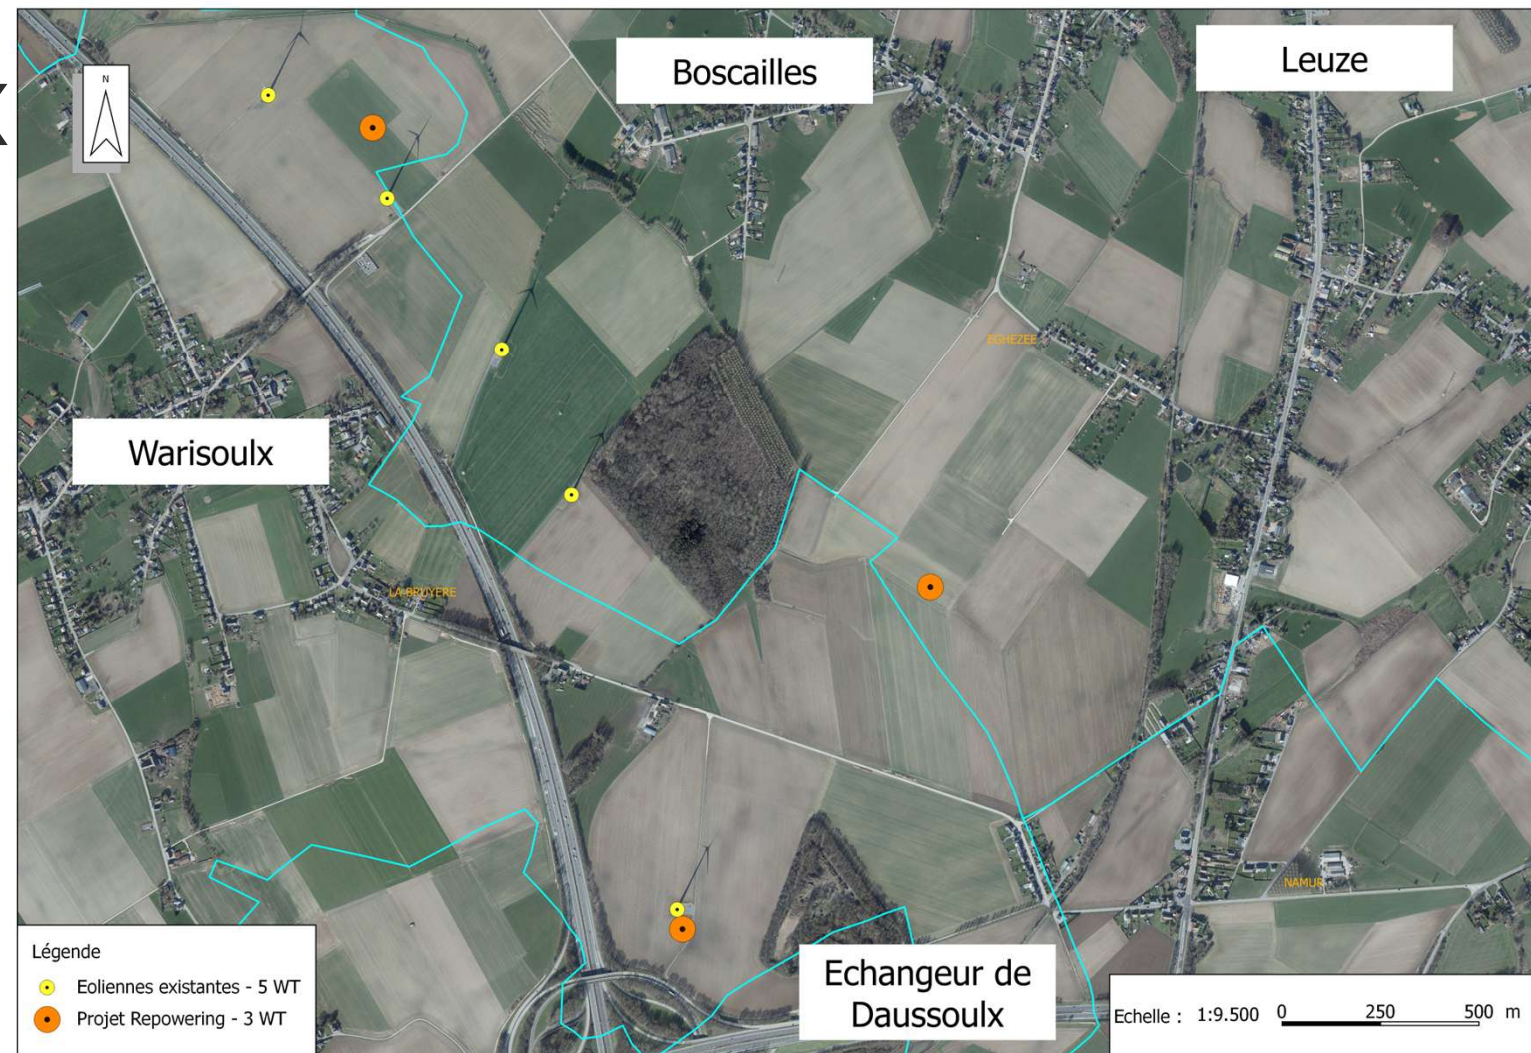 X
N
Boscailles
Leuze
EGHEZEE
Warisoulx
LA BRUYERE
NAMUR
Légende
Eoliennes existantes - 5 WT
Projet Repowering - 3 WT
Echangeur de
Daussoulx
Echelle : 1:9.500 0 250 500 m